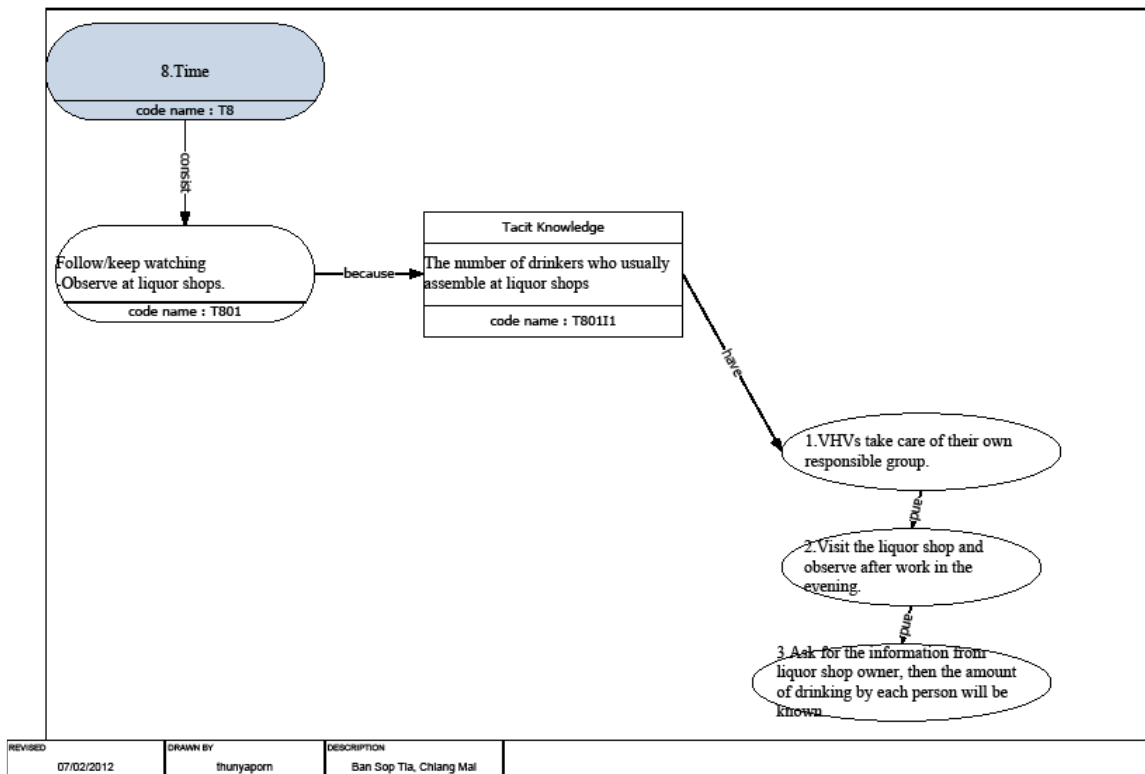 8.Time
code name : T8
consist
Follow/keep watching
-Observe at liquor shops.
code name : T801
because
Tacit Knowledge
The number of drinkers who usually
assemble at liquor shops
code name : T801I1
have
1.VHVs take care of their own
responsible group.
and
2.Visit the liquor shop and
observe after work in the
evening.
and
3.Ask for the information from
liquor shop owner, then the amount
of drinking by each person will be
known
REVISED
07/02/2012
DRAWN BY
thunyaporn
DESCRIPTION
Ban Sop Tia, Chiang Mai